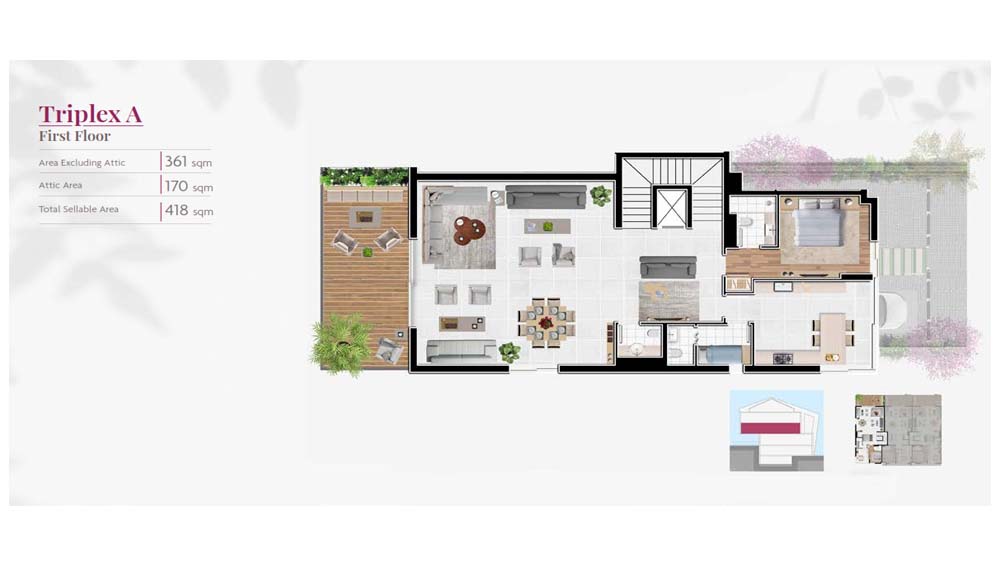 Triplex A
First Floor
Area Excluding Attic 361 sqm
Attic Area 170 sqm
Total Sellable Area 418 sqm